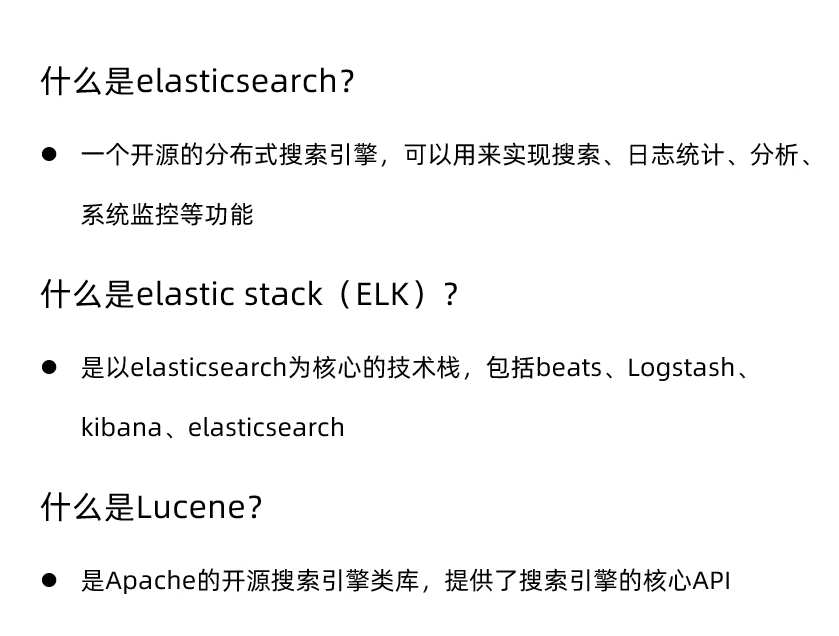 什么是elasticsearch？
● 一个开源的分布式搜索引擎，可以用来实现搜索、日志统计、分析、
系统监控等功能
什么是elastic stack（ELK）？
● 是以elasticsearch为核心的技术栈，包括beats、Logstash、
kibana、elasticsearch
什么是Lucene？
● 是Apache的开源搜索引擎类库，提供了搜索引擎的核心API